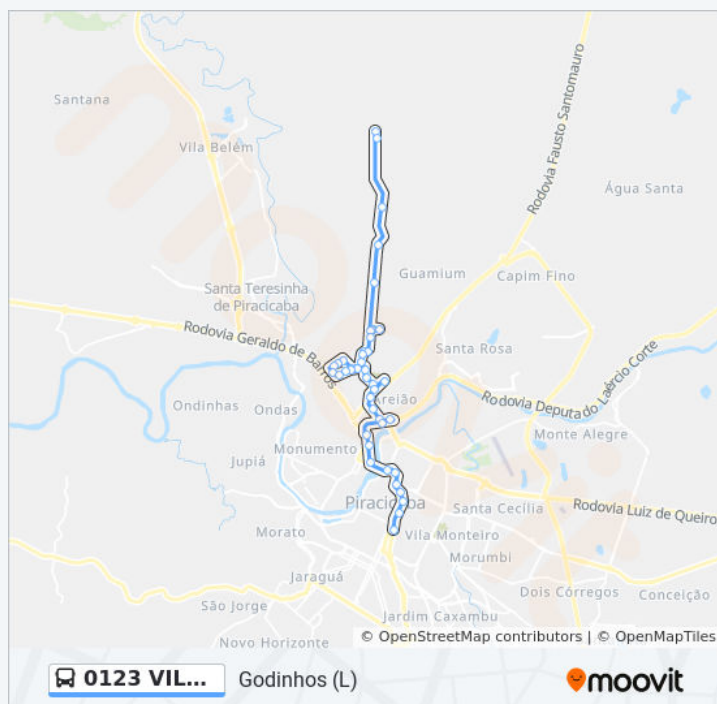 Santana
Vila Belém
Rodovia Fausto Santomauro
Água Santa
Guamium
Capim Fino
Santa Teresinha
de Piracicaba
Rodovia Geraldo de Barros
Santa Rosa
Rodovia Deputado Laércio Corte
Ondinhas
Ondas
Areião
Monte Alegre
Monumento
Jupiá
Piracicaba
Santa Cecília
Rodovia Luiz de Queiro
Morato
Vila Monteiro
Morumbi
Jaraguá
Dois Córregos
Conceição
São Jorge
Jardim Caxambu
Novo Horizonte
© OpenStreetMap contributors | © OpenMapTiles
0123 VIL...
Godinhos (L)
moovit